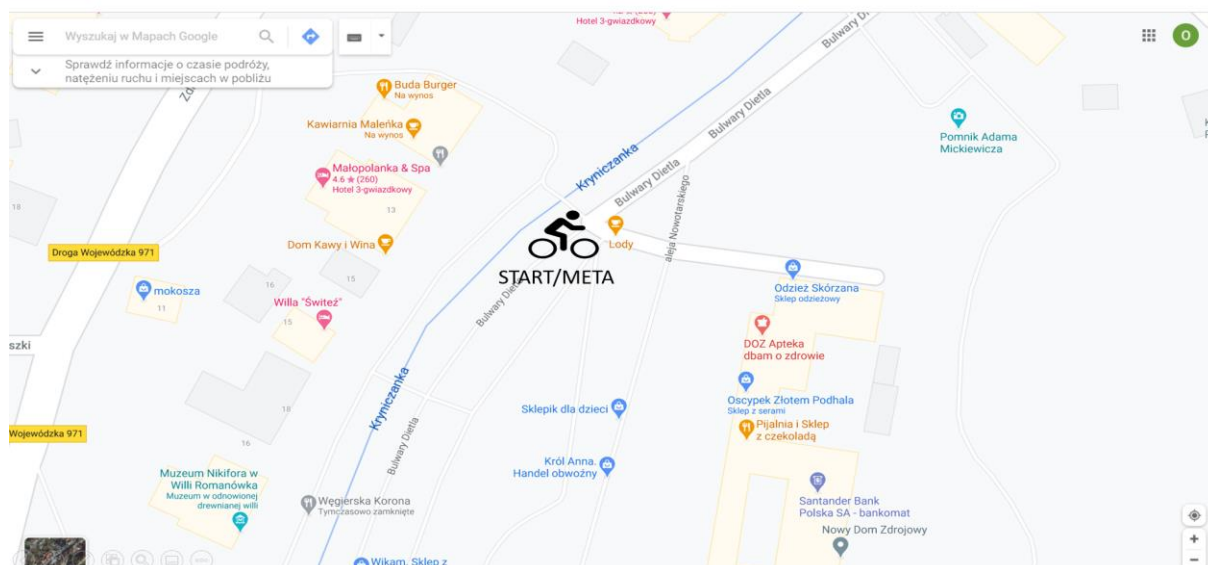 Hotel 3-gwiazdkowy
Wyszukaj w Mapach Google
O
Sprawdź informacje o czasie podróży,
natężeniu ruchu i miejscach w pobliżu
Bulwary Dietla
Buda Burger
Na wynos
Kawiarnia Maleńka
Na wynos
Bulwary Dietla
Pomnik Adama
Mickiewicza
Kryniczanka
Małopolanka & Spa
4.6 ★ (260)
Hotel 3-gwiazdkowy
Bulwary Dietla
aleja Nowotarskiego
18
13
Dom Kawy i Wina
Lody
Droga Wojewódzka 971
START/META
15
16
Odzież Skórzana
Sklep odzieżowy
mokosza
11
Willa "Świteź"
15
Bulwary Dietla
szki
DOZ Apteka
dbam o zdrowie
Kryniczanka
Oscypek Złotem Podhala
Sklep z serami
Sklepik dla dzieci
18
Pijalnia i Sklep
z czekoladą
Wojewódzka 971
16
Bulwary Dietla
Król Anna.
Handel obwoźny
Muzeum Nikifora w
Willi Romanówka
Muzeum w odnowionej
drewnianej willi
Węgierska Korona
Tymczasowo zamknięte
Santander Bank
Polska SA - bankomat
Nowy Dom Zdrojowy
Wikam. Sklep z